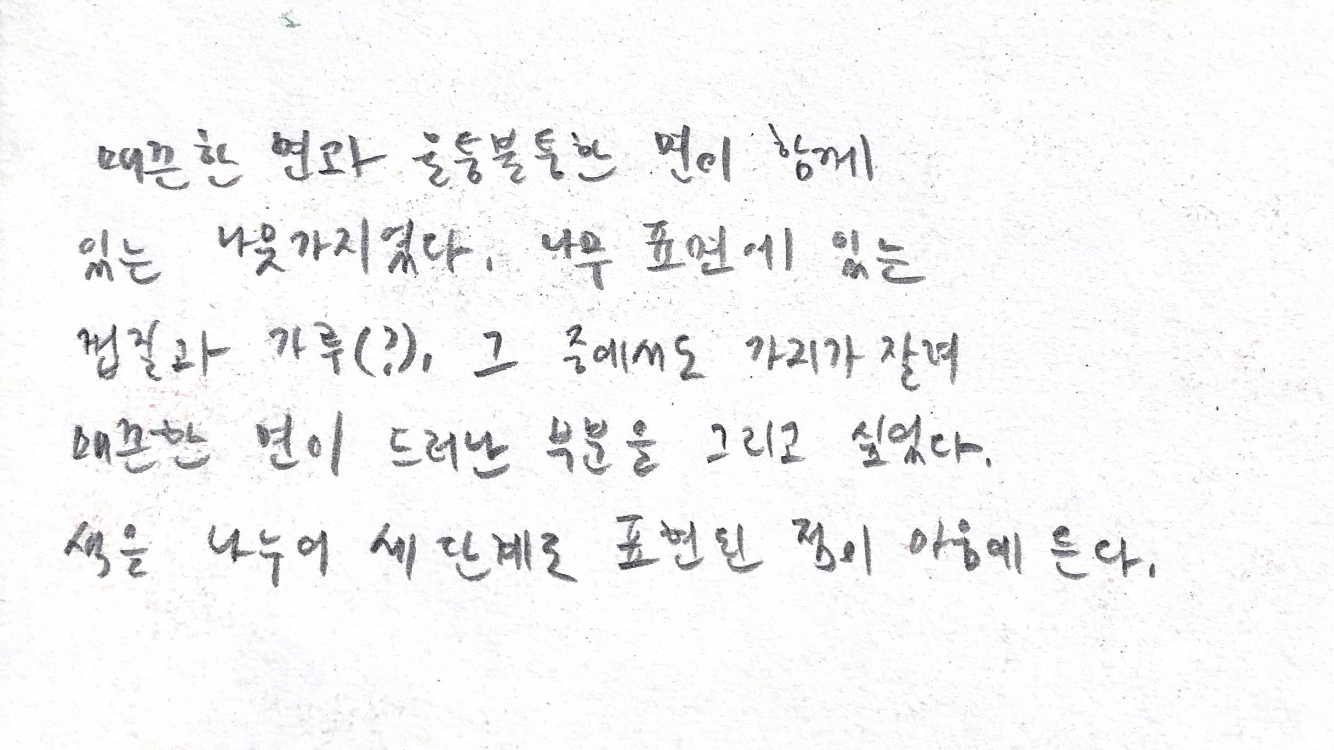 매끈한 면과 울퉁불퉁한 면이 함께
있는 나뭇가지였다. 나무 표면에 있는
껍질과 가루(?), 그 중에서도 가지가 잘려
매끈한 면이 드러난 부분을 그리고 싶었다.
색을 나누어 세 단계로 표현된 점이 마음에 든다.